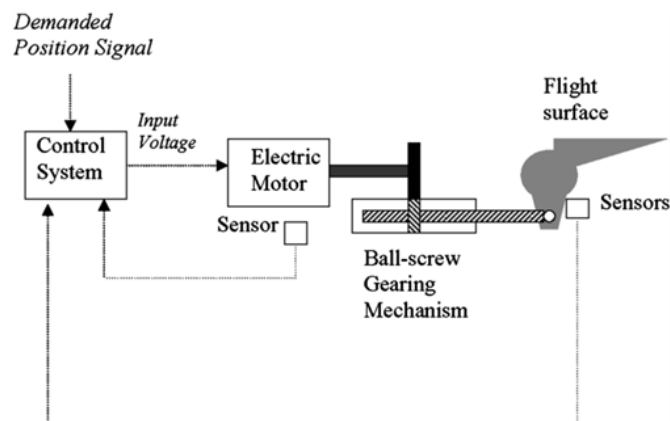 Demanded
Position Signal
Flight
surface
Input
Voltage
Control
System
Electric
Motor
Sensor
Sensors
Ball-screw
Gearing
Mechanism